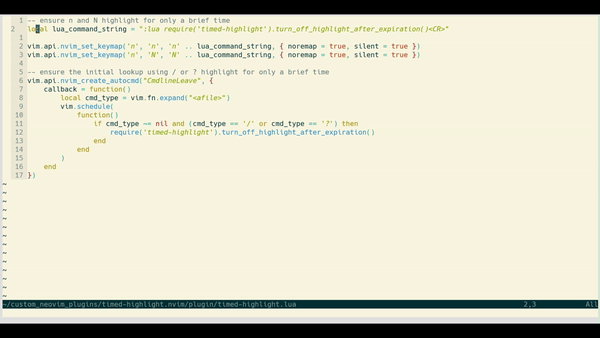 1 -- ensure n and N highlight for only a brief time
2 local lua_command_string = ":lua require('timed-highlight').turn_off_highlight_after_expiration()<CR>"
1
2 vim.api.nvim_set_keymap('n', 'n', 'n' .. lua_command_string, { noremap = true, silent = true })
3 vim.api.nvim_set_keymap('n', 'N', 'N' .. lua_command_string, { noremap = true, silent = true })
4
5 -- ensure the initial lookup using / or ? highlight for only a brief time
6 vim.api.nvim_create_autocmd("CmdlineLeave", {
7 callback = function()
8 local cmd_type = vim.fn.expand("<afile>")
9 vim.schedule(
10 function()
11 if cmd_type ~= nil and (cmd_type == '/' or cmd_type == '?') then
12 require('timed-highlight').turn_off_highlight_after_expiration()
13 end
14 end
15 )
16 end
17 })
~
~
~
~
~
~
~
~
~
~
~
~
~/custom_neovim_plugins/timed-highlight.nvim/plugin/timed-highlight.lua 2,3 All